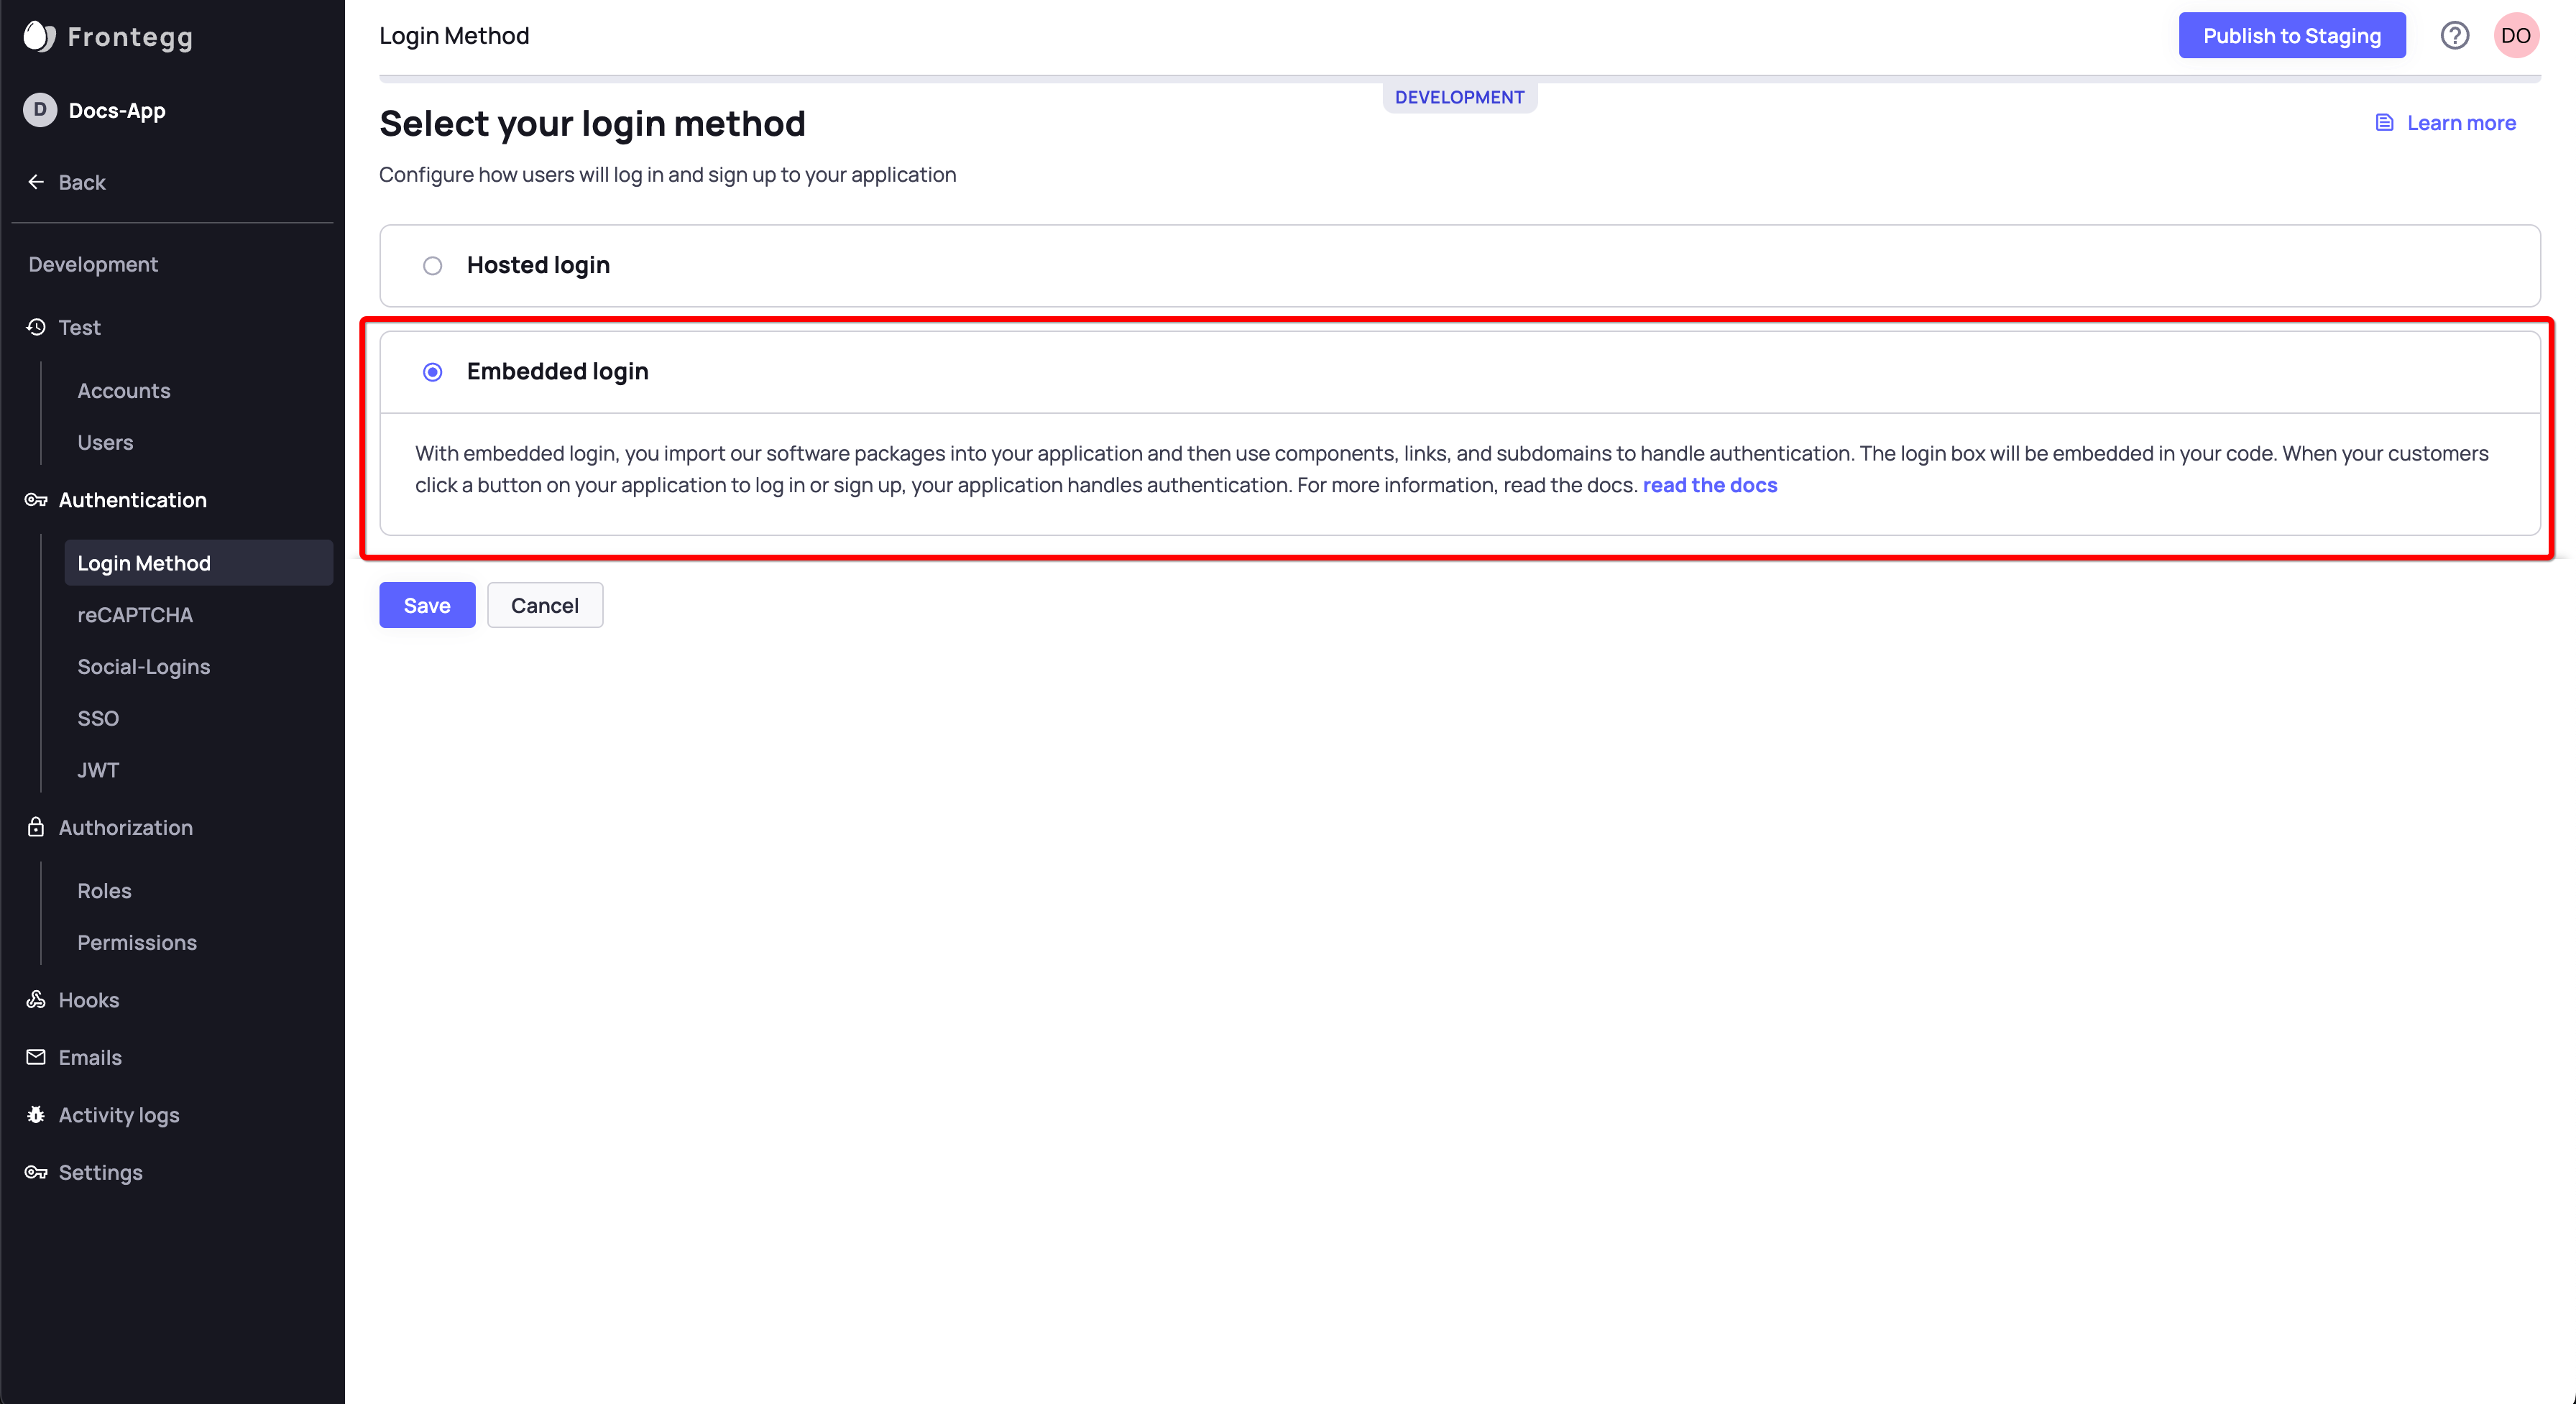 Frontegg
D Docs-App
Back
Development
Test
Accounts
Users
Authentication
Login Method
reCAPTCHA
Social-Logins
SSO
JWT
Authorization
Roles
Permissions
Hooks
Emails
Activity logs
Settings
Login Method
Publish to Staging
?
DO
DEVELOPMENT
Select your login method
Learn more
Configure how users will log in and sign up to your application
Hosted login
Embedded login
With embedded login, you import our software packages into your application and then use components, links, and subdomains to handle authentication. The login box will be embedded in your code. When your customers
click a button on your application to log in or sign up, your application handles authentication. For more information, read the docs. read the docs
Save
Cancel